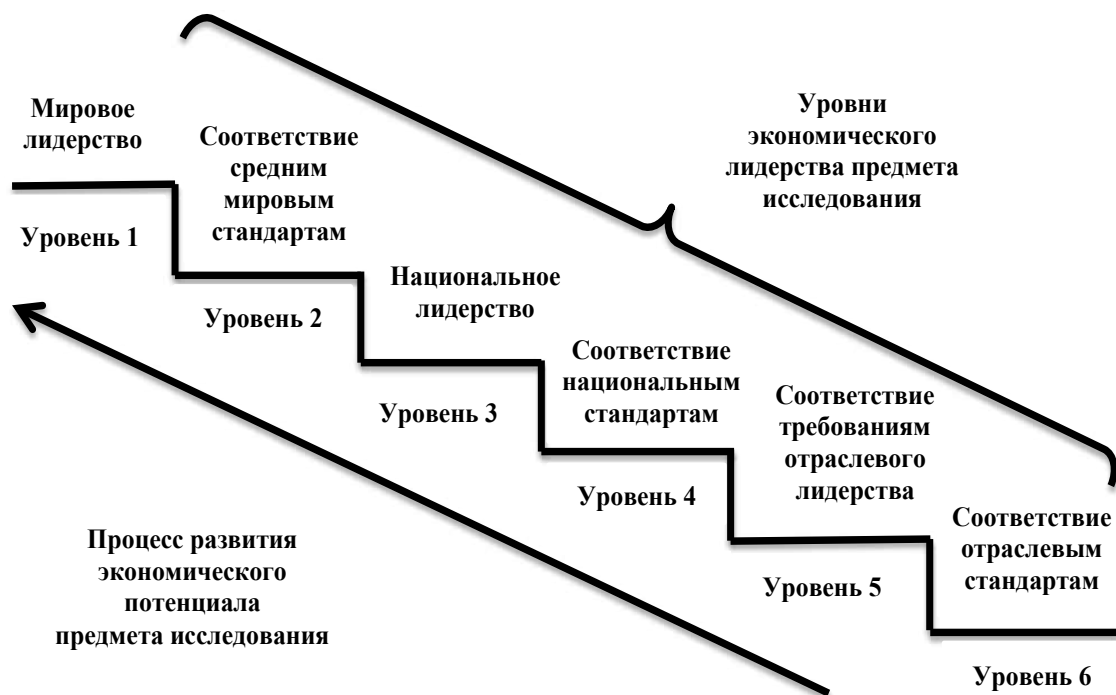 Мировое
лидерство
Уровень 1
Соответствие
средним
мировым
стандартам
Уровень 2
Национальное
лидерство
Уровень 3
Соответствие
национальным
стандартам
Уровень 4
Соответствие
требованиям
отраслевого
лидерства
Уровень 5
Соответствие
отраслевым
стандартам
Уровень 6
Уровни
экономического
лидерства предмета
исследования
Процесс развития
экономического
потенциала
предмета исследования